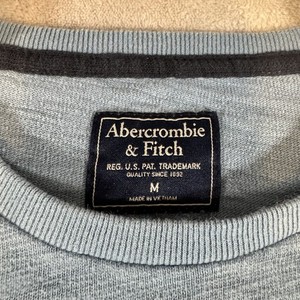 Abercrombie
& Fitch
REG. U.S. PAT. TRADEMARK
QUALITY SINCE 1892
M
MADE IN VIETNAM